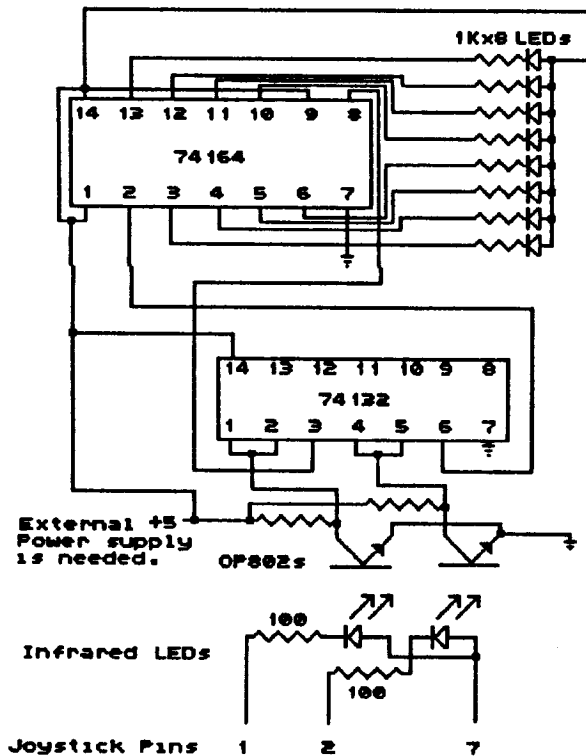 1Kx8 LEDs
14 13 12 11 10 9 8
74164
1 2 3 4 5 6 7
14 13 12 11 10 9 8
74132
1 2 3 4 5 6 7
External +5
Power supply
is needed.
OP802s
100
Infrared LEDs
100
Joystick Pins 1 2 7